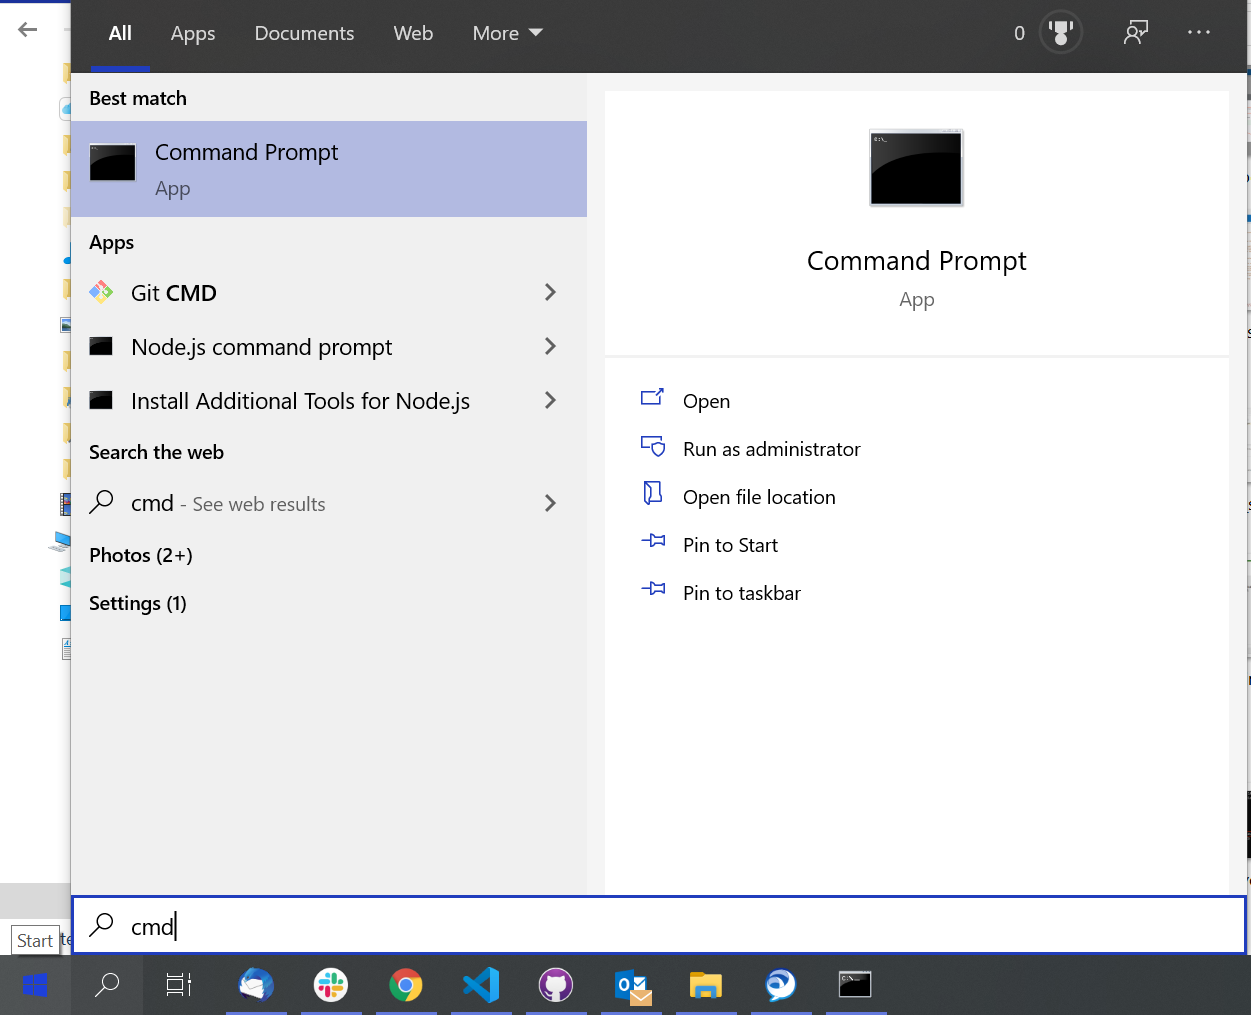 All Apps Documents Web More 0
Best match
Command Prompt
App
Apps
Git CMD
Node.js command prompt
Install Additional Tools for Node.js
Search the web
cmd - See web results
Photos (2+)
Settings (1)
Command Prompt
App
Open
Run as administrator
Open file location
Pin to Start
Pin to taskbar
cmd
Start